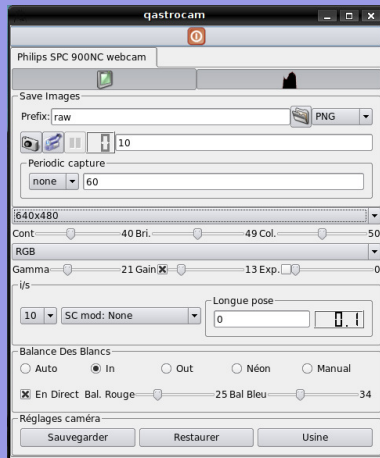 qastrocam
Philips SPC 900NC webcam
Save Images
Prefix: raw PNG
0 10
Periodic capture
none 60
640x480
Cont 40 Bri. 49 Col. 50
RGB
Gamma 21 Gain 13 Exp. 0
i/s
Longue pose
10 SC mod: None 0 0.1
Balance Des Blancs
Auto In Out Néon Manual
En Direct Bal. Rouge 25 Bal Bleu 34
Réglages caméra
Sauvegarder Restaurer Usine